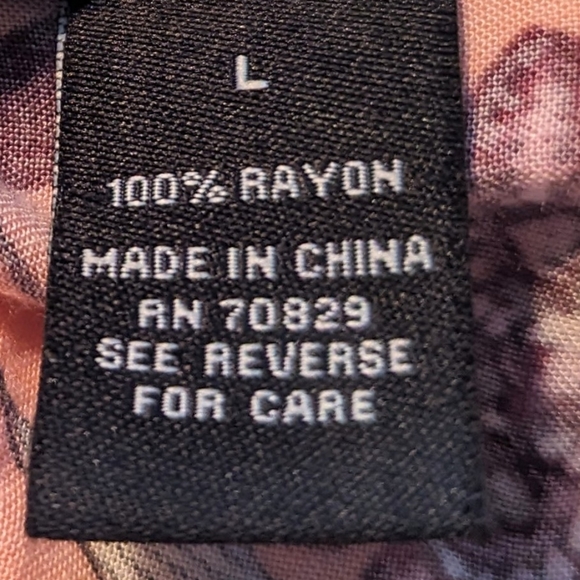 L
100% RAYON
MADE IN CHINA
RN 70829
SEE REVERSE
FOR CARE